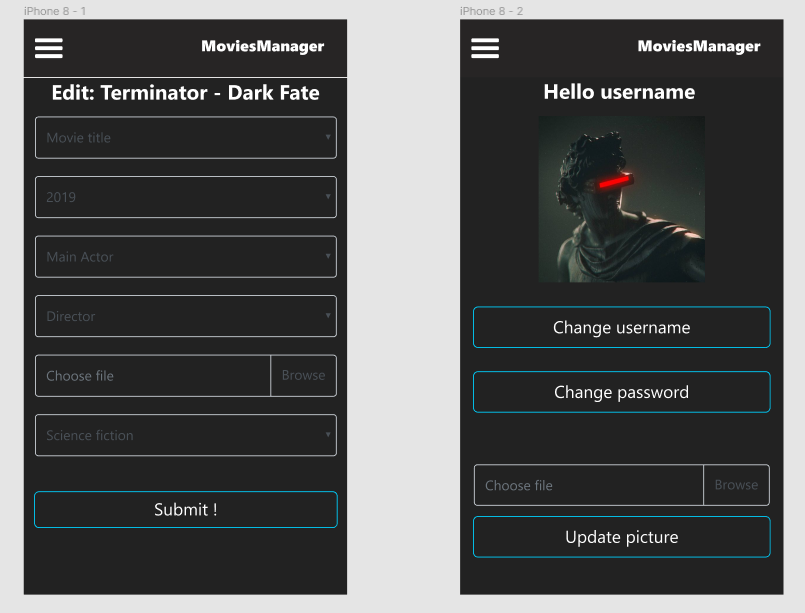 iPhone 8 - 1
MoviesManager
Edit: Terminator - Dark Fate
Movie title
2019
Main Actor
Director
Choose file
Browse
Science fiction
Submit !
iPhone 8 - 2
MoviesManager
Hello username
Change username
Change password
Choose file
Browse
Update picture